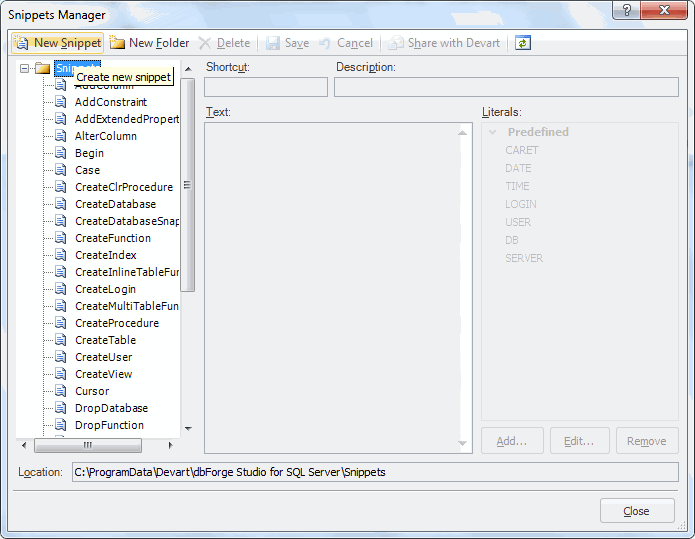 Snippets Manager
New Snippet New Folder Delete Save Cancel Share with Devart
Snippets
Create new snippet
AddColumn
AddConstraint
AddExtendedPropert
AlterColumn
Begin
Case
CreateClrProcedure
CreateDatabase
CreateDatabaseSnap
CreateFunction
CreateIndex
CreateInlineTableFun
CreateLogin
CreateMultiTableFun
CreateProcedure
CreateTable
CreateUser
CreateView
Cursor
DropDatabase
DropFunction
Shortcut: Description:
Text:
Literals:
Predefined
CARET
DATE
TIME
LOGIN
USER
DB
SERVER
Add... Edit... Remove
Location: C:\ProgramData\Devart\dbForge Studio for SQL Server\Snippets
Close